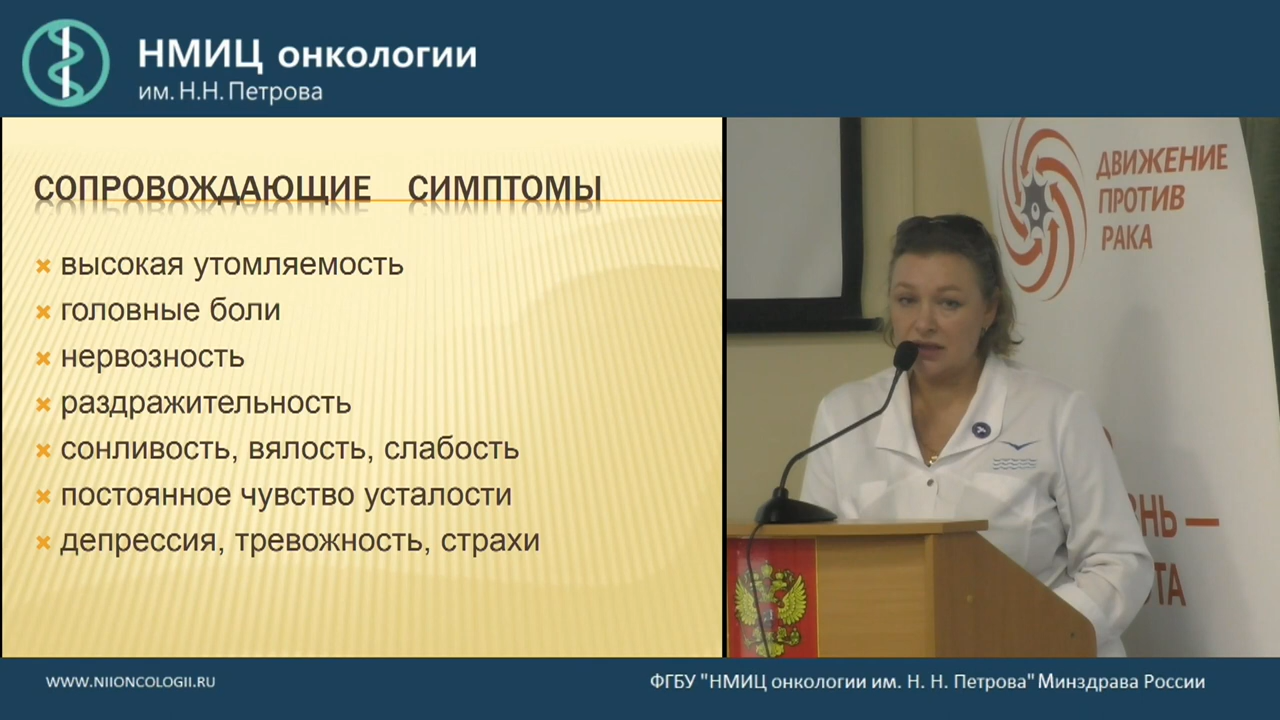 НМИЦ онкологии
им. Н.Н. Петрова
СОПРОВОЖДАЮЩИЕ СИМПТОМЫ
высокая утомляемость
головные боли
нервозность
раздражительность
сонливость, вялость, слабость
постоянное чувство усталости
депрессия, тревожность, страхи
ДВИЖЕНИЕ
ПРОТИВ
РАКА
WWW.NIIONCOLOGII.RU
ФГБУ "НМИЦ онкологии им. Н. Н. Петрова" Минздрава России